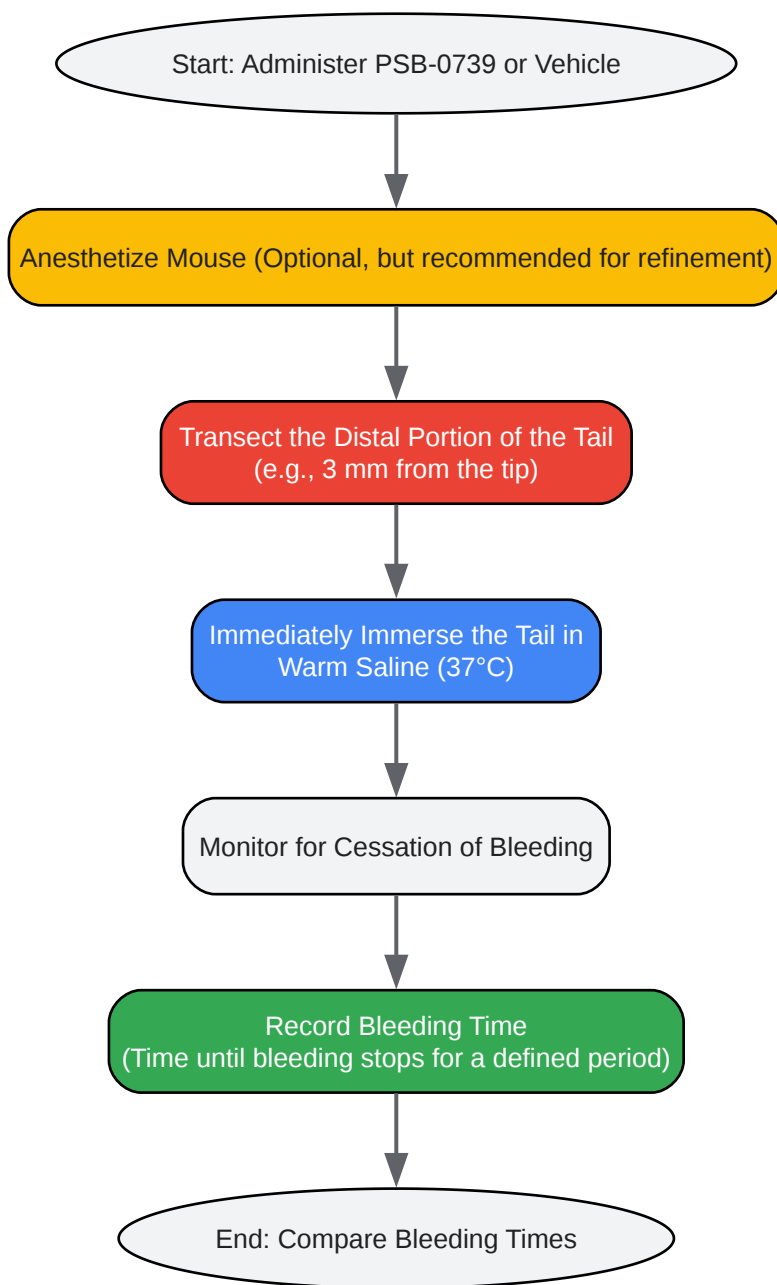 Start: Administer PSB-0739 or Vehicle
Anesthetize Mouse (Optional, but recommended for refinement)
Transect the Distal Portion of the Tail
(e.g., 3 mm from the tip)
Immediately Immerse the Tail in
Warm Saline (37°C)
Monitor for Cessation of Bleeding
Record Bleeding Time
(Time until bleeding stops for a defined period)
End: Compare Bleeding Times